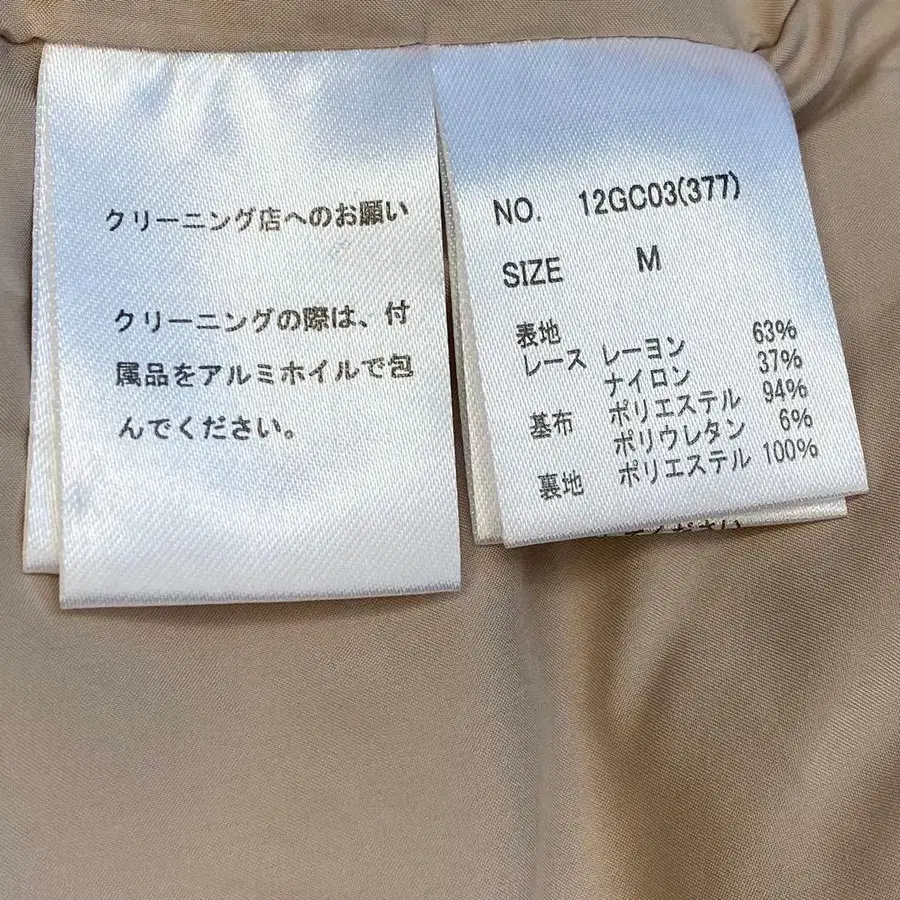 クリーニング店へのお願い
クリーニングの際は、付
属品をアルミホイルで包
んでください。
NO. 12GC03(377)
SIZE M
表地
レース レーヨン 63%
ナイロン 37%
基布 ポリエステル 94%
ポリウレタン 6%
裏地 ポリエステル 100%
ください